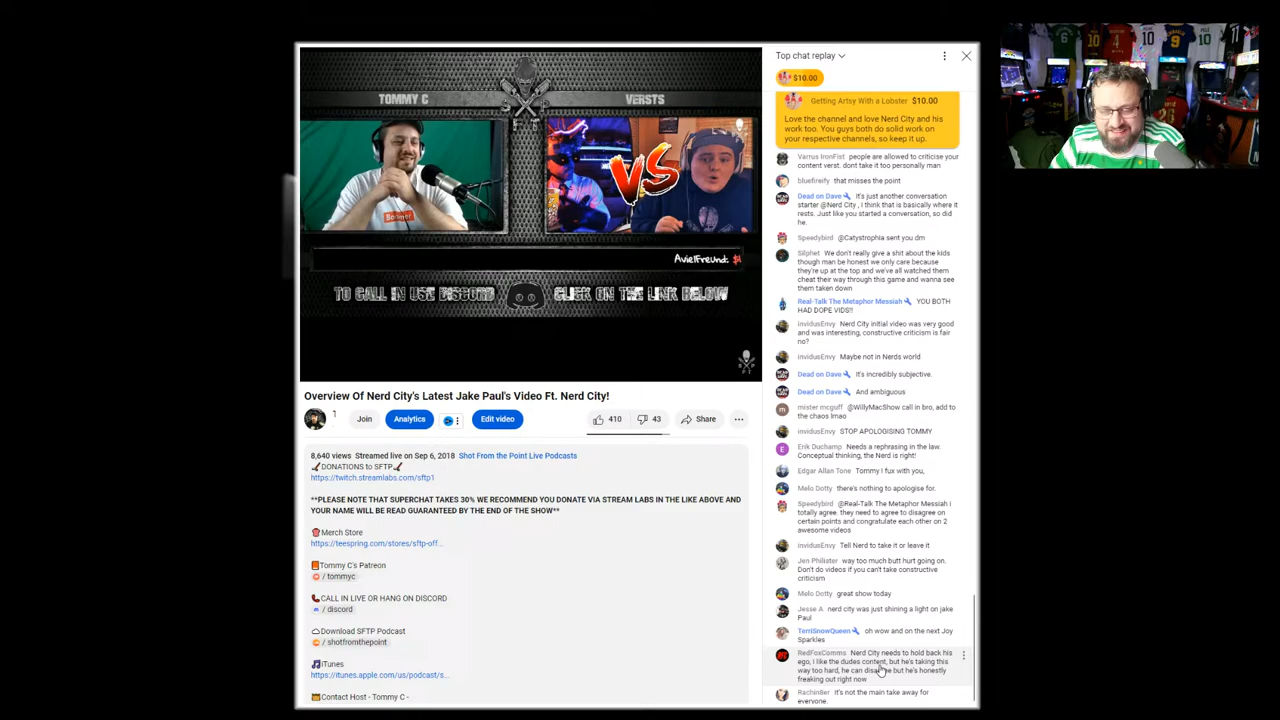 TOMMY C
VERSTS
VS
AvielFreund:
TO CALL IN USE DISCORD
CLICK ON THE LINK BELOW
Overview Of Nerd City's Latest Jake Paul's Video Ft. Nerd City!
1
Join
Analytics
Edit video
410
43
Share
8,640 views Streamed live on Sep 6, 2018 Shot From the Point Live Podcasts
DONATIONS to SFTP
https://twitch.streamlabs.com/sftp1
**PLEASE NOTE THAT SUPERCHAT TAKES 30% WE RECOMMEND YOU DONATE VIA STREAM LABS IN THE LIKE ABOVE AND
YOUR NAME WILL BE READ GUARANTEED BY THE END OF THE SHOW**
Merch Store
https://teespring.com/stores/sftp-off...
Tommy C's Patreon
/ tommyc
CALL IN LIVE OR HANG ON DISCORD
/ discord
Download SFTP Podcast
/ shotfromthepoint
iTunes
https://itunes.apple.com/us/podcast/s...
Contact Host - Tommy C -
Top chat replay
$10.00
Getting Artsy With a Lobster $10.00
Love the channel and love Nerd City and his
work too. You guys both do solid work on
your respective channels, so keep it up.
Varrus IronFist people are allowed to criticise your
content verst. dont take it too personally man
bluefireify that misses the point
Dead on Dave It's just another conversation
starter @Nerd City , i think that is basically where it
rests. Just like you started a conversation, so did
he.
Speedybird @Catystrophia sent you dm
Silphet We don't really give a shit about the kids
though man be honest we only care because
they're up at the top and we've all watched them
cheat their way through this game and wanna see
them taken down
Real-Talk The Metaphor Messiah YOU BOTH
HAD DOPE VIDS!!
invidusEnvy Nerd City initial video was very good
and was interesting, constructive criticism is fair
no?
invidusEnvy Maybe not in Nerds world
Dead on Dave It's incredibly subjective.
Dead on Dave And ambiguous
mister mcguff @WillyMacShow call in bro, add to
the chaos lmao
invidusEnvy STOP APOLOGISING TOMMY
Erik Duchamp Needs a rephrasing in the law.
Conceptual thinking, the Nerd is right!
Edgar Allan Tone Tommy I fux with you,
Melo Dotty there's nothing to apologise for.
Speedybird @Real-Talk The Metaphor Messiah i
totally agree. they need to agree to disagree on
certain points and congratulate each other on 2
awesome videos
invidusEnvy Tell Nerd to take it or leave it
Jen Philister way too much butt hurt going on.
Don't do videos if you can't take constructive
criticism
Melo Dotty great show today
Jesse A nerd city was just shining a light on jake
Paul
TerriSnowQueen oh wow and on the next Joy
Sparkles
RedFoxComms Nerd City needs to hold back his
ego, i like the dudes content, but he's taking this
way too hard, he can disagree but he's honestly
freaking out right now
Rachin8er It's not the main take away for
everyone.